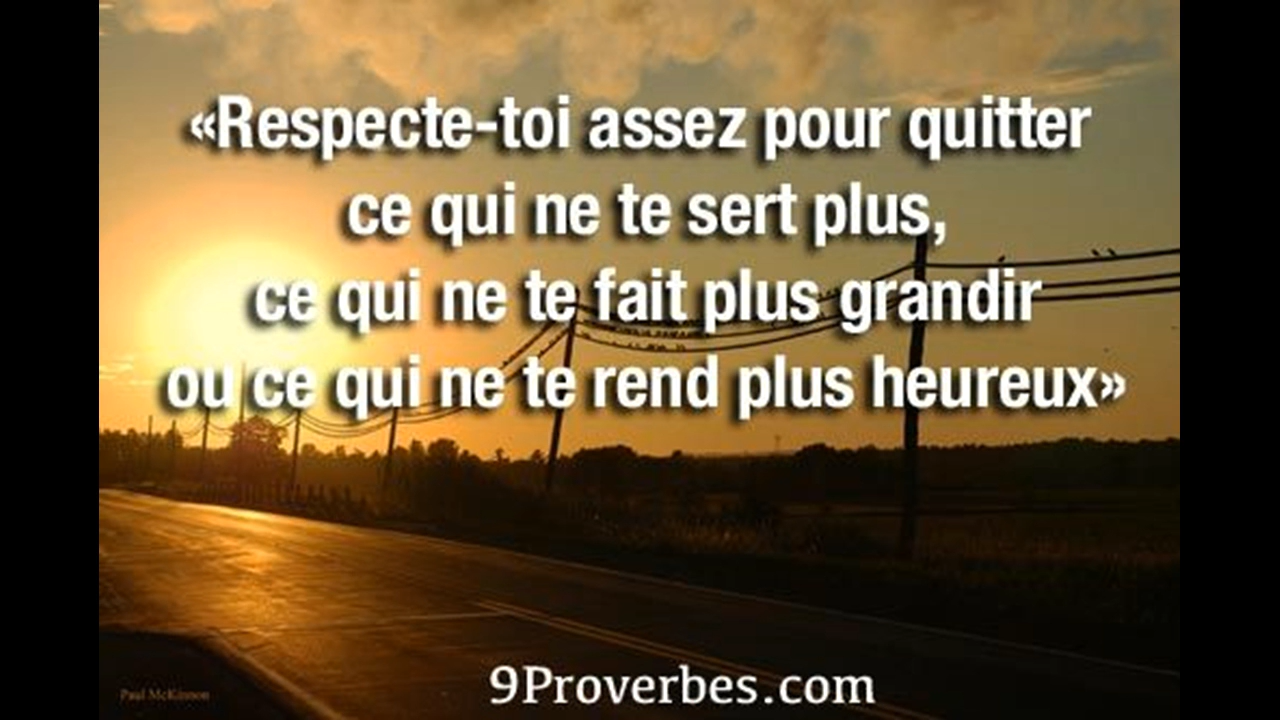 «Respecte-toi assez pour quitter
ce qui ne te sert plus,
ce qui ne te fait plus grandir
ou ce qui ne te rend plus heureux»
9Proverbes.com
Paul McKinnon